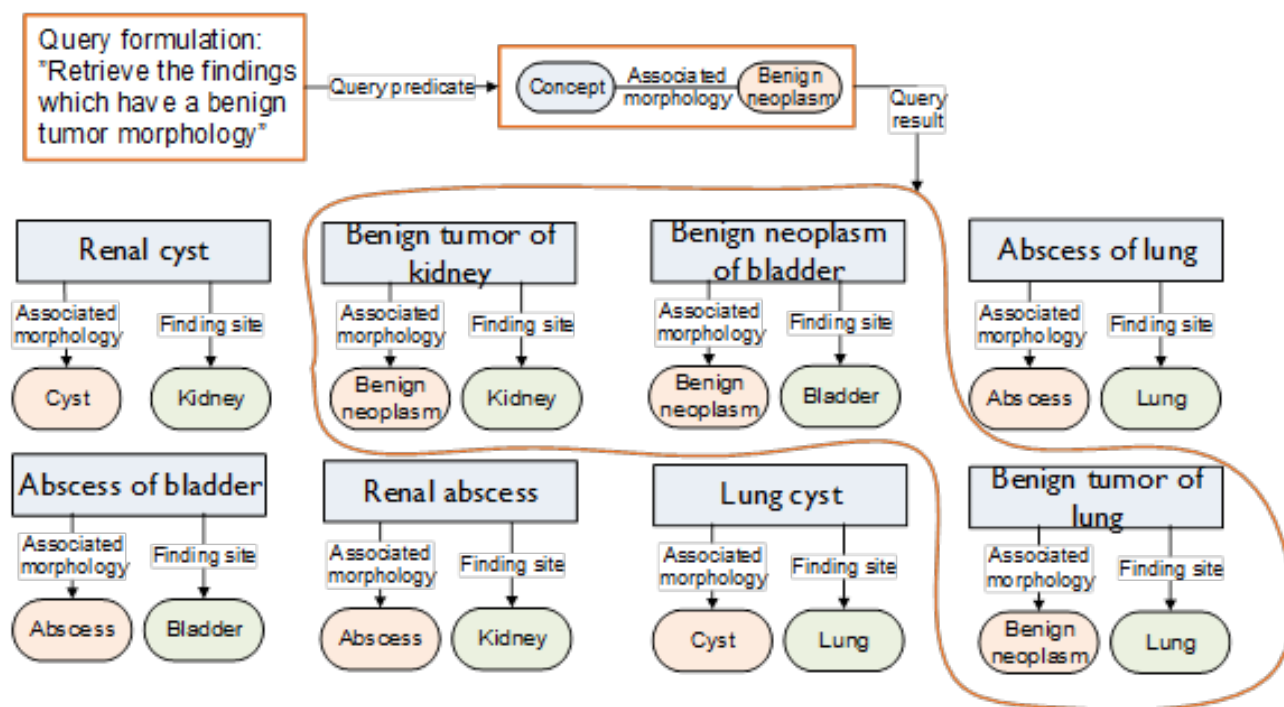 Query formulation:
"Retrieve the findings
which have a benign
tumor morphology"
Query predicate
Concept
Associated
morphology
Benign
neoplasm
Query
result
Renal cyst
Associated
morphology
Finding site
Cyst
Kidney
Benign tumor of
kidney
Associated
morphology
Finding site
Benign
neoplasm
Kidney
Benign neoplasm
of bladder
Associated
morphology
Finding site
Benign
neoplasm
Bladder
Abscess of lung
Associated
morphology
Finding site
Abscess
Lung
Abscess of bladder
Associated
morphology
Finding site
Abscess
Bladder
Renal abscess
Associated
morphology
Finding site
Abscess
Kidney
Lung cyst
Associated
morphology
Finding site
Cyst
Lung
Benign tumor of
lung
Associated
morphology
Finding site
Benign
neoplasm
Lung